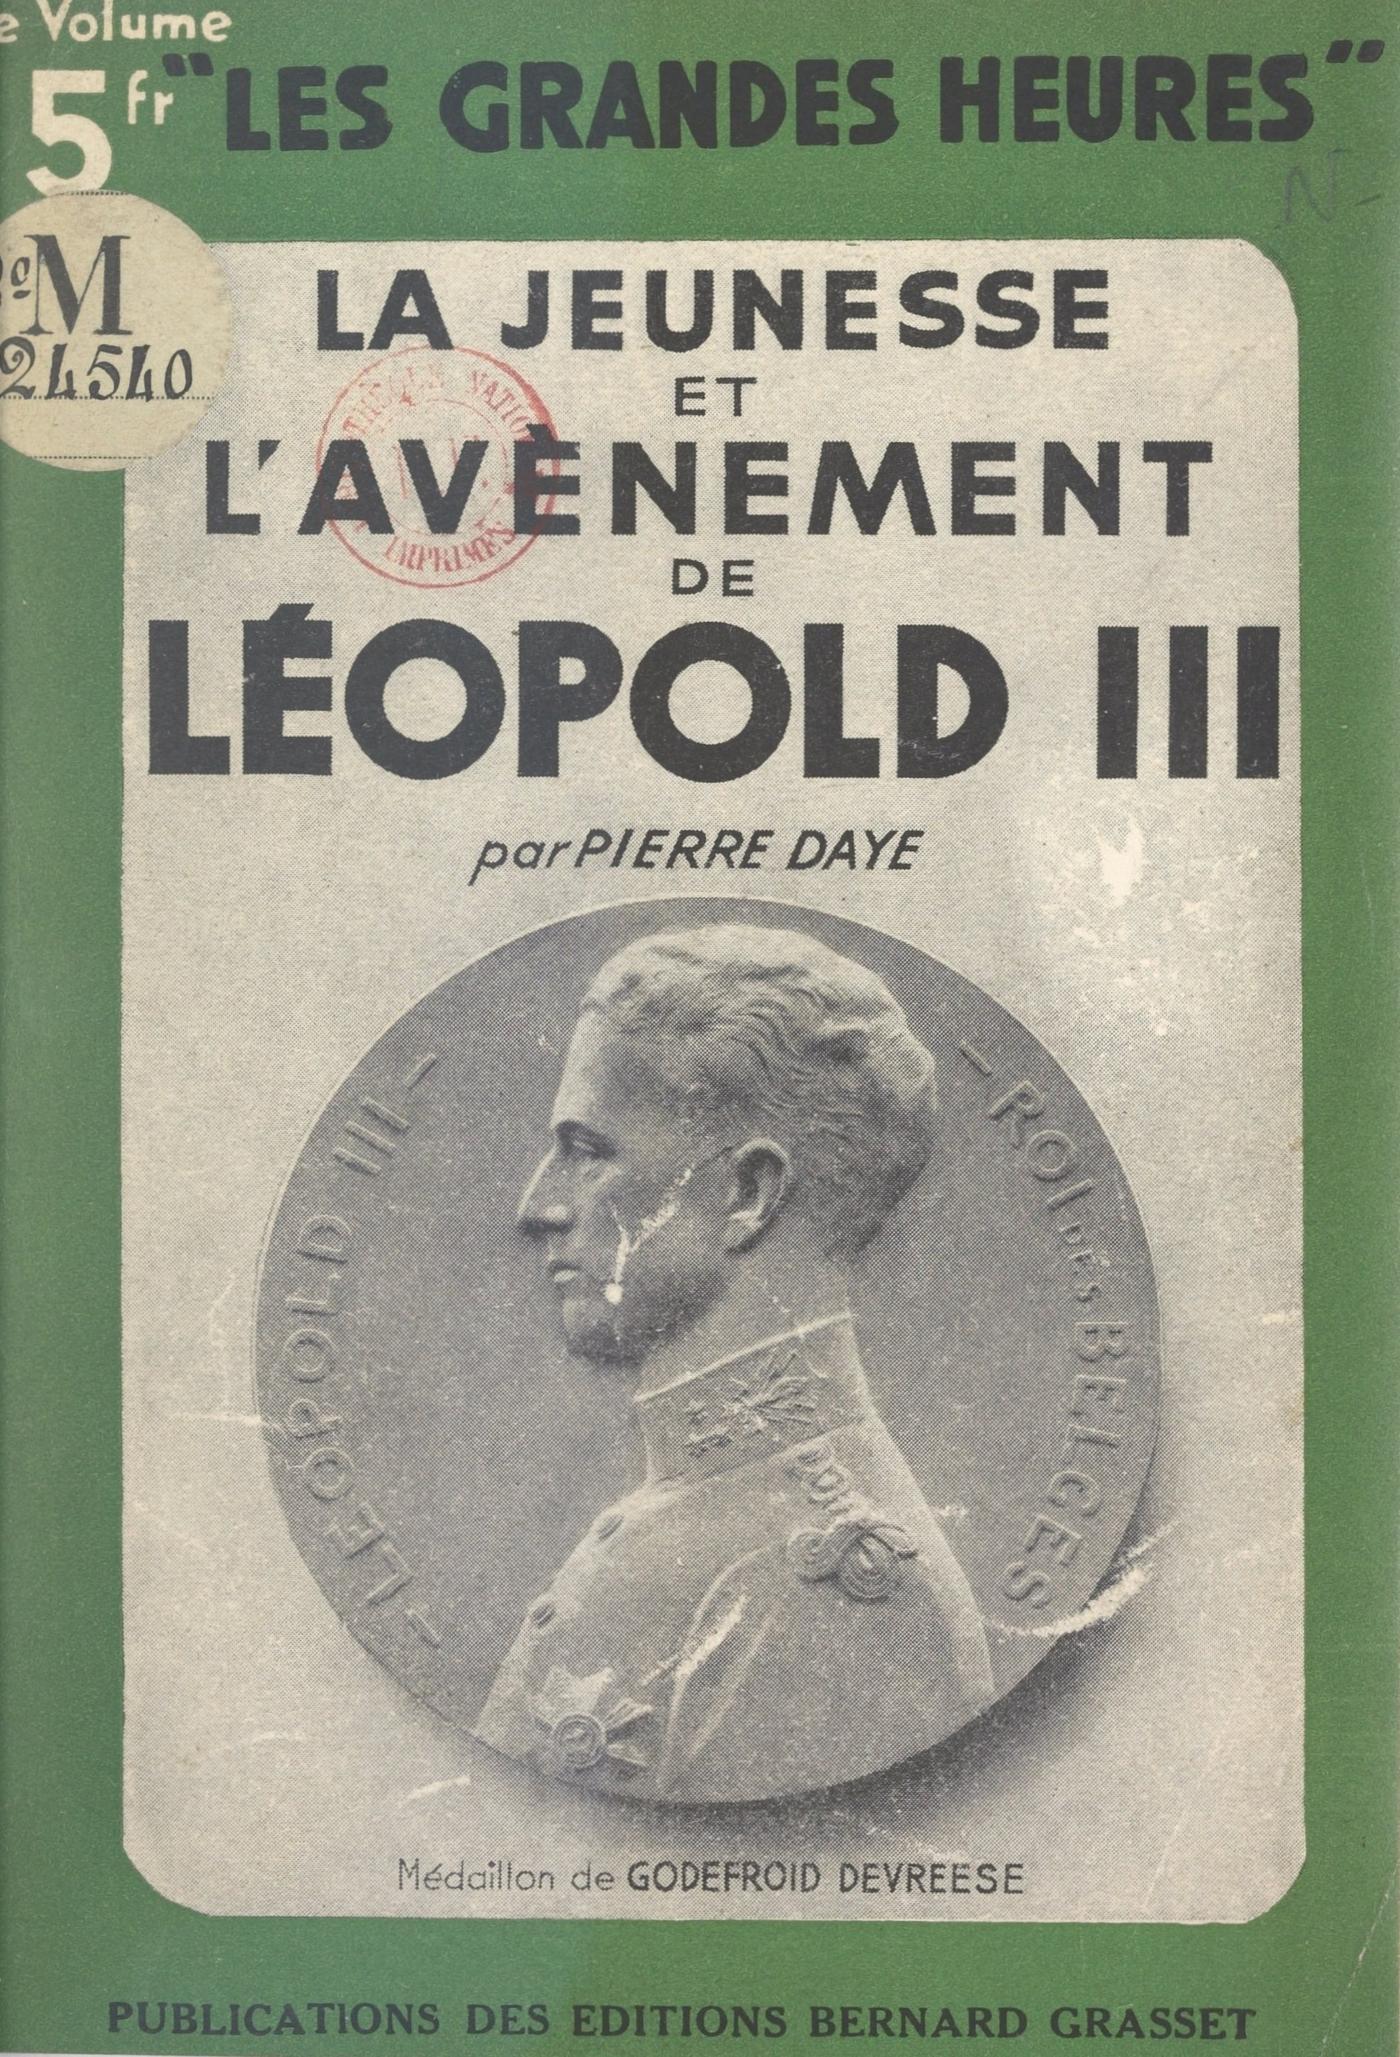 e Volume
5 fr
"LES GRANDES HEURES"
M
24540
LA JEUNESSE
ET
L'AVÈNEMENT
DE
LÉOPOLD III
par PIERRE DAYE
IMPRIMÉS
- LEOPOLD III -
- ROI DES BELGES
Médaillon de GODEFROID DEVREESE
PUBLICATIONS DES EDITIONS BERNARD GRASSET